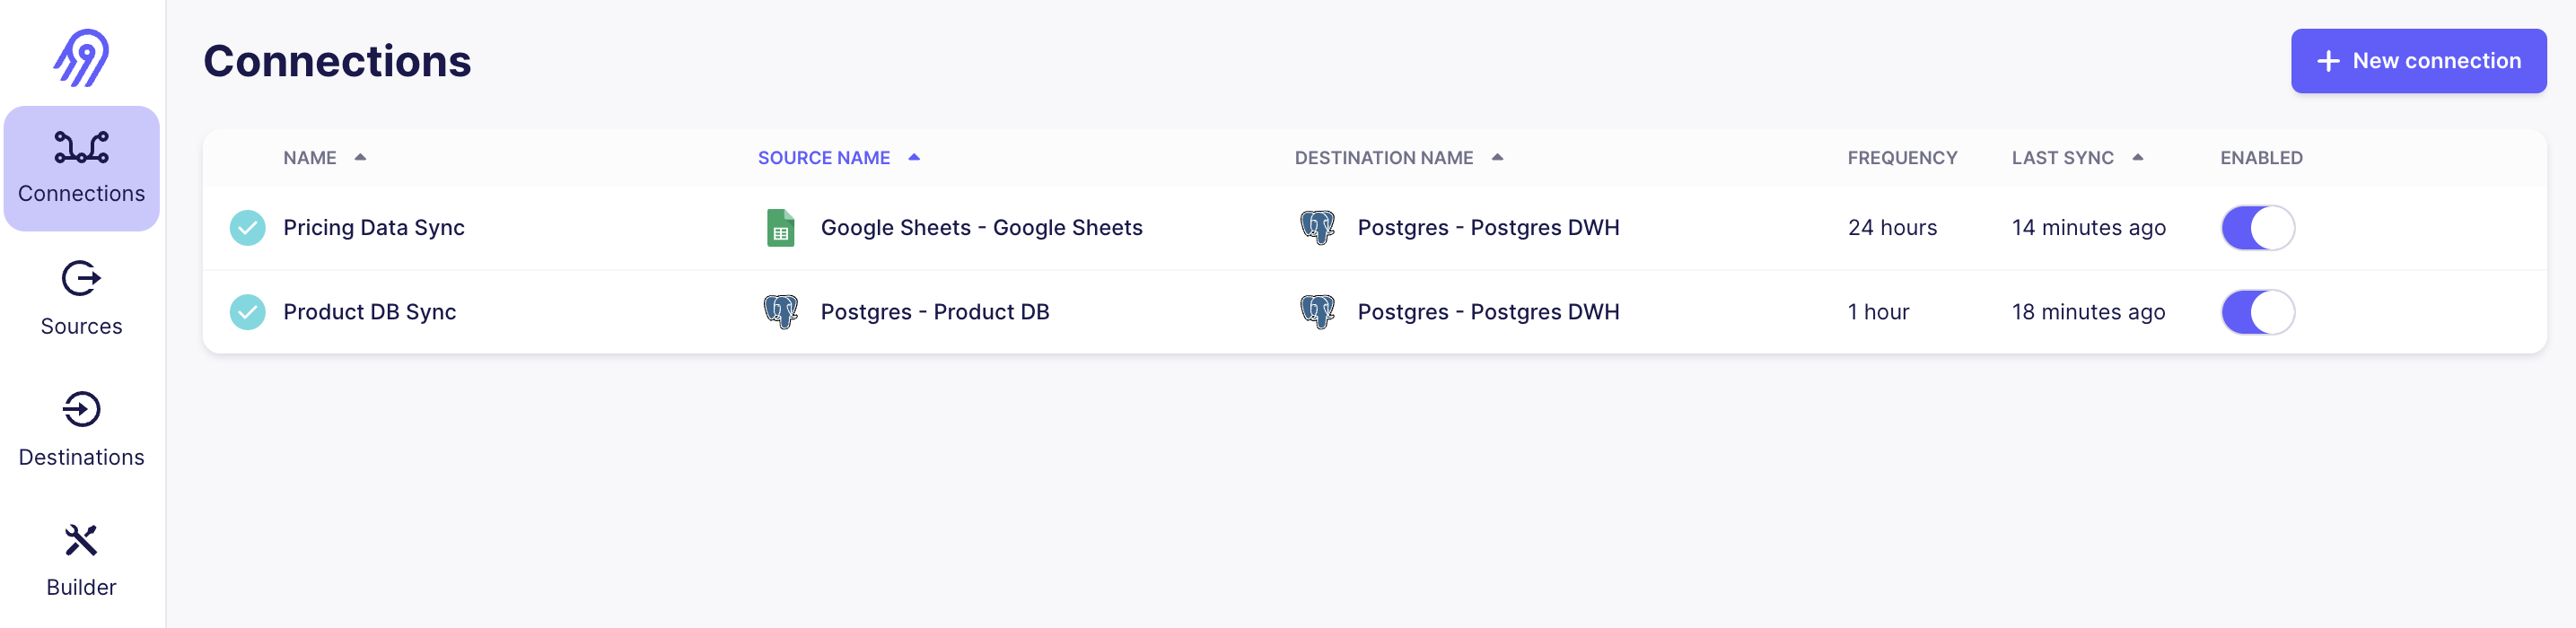 Connections
New connection
Connections
Sources
Destinations
Builder
NAME SOURCE NAME DESTINATION NAME FREQUENCY LAST SYNC ENABLED
Pricing Data Sync Google Sheets - Google Sheets Postgres - Postgres DWH 24 hours 14 minutes ago
Product DB Sync Postgres - Product DB Postgres - Postgres DWH 1 hour 18 minutes ago